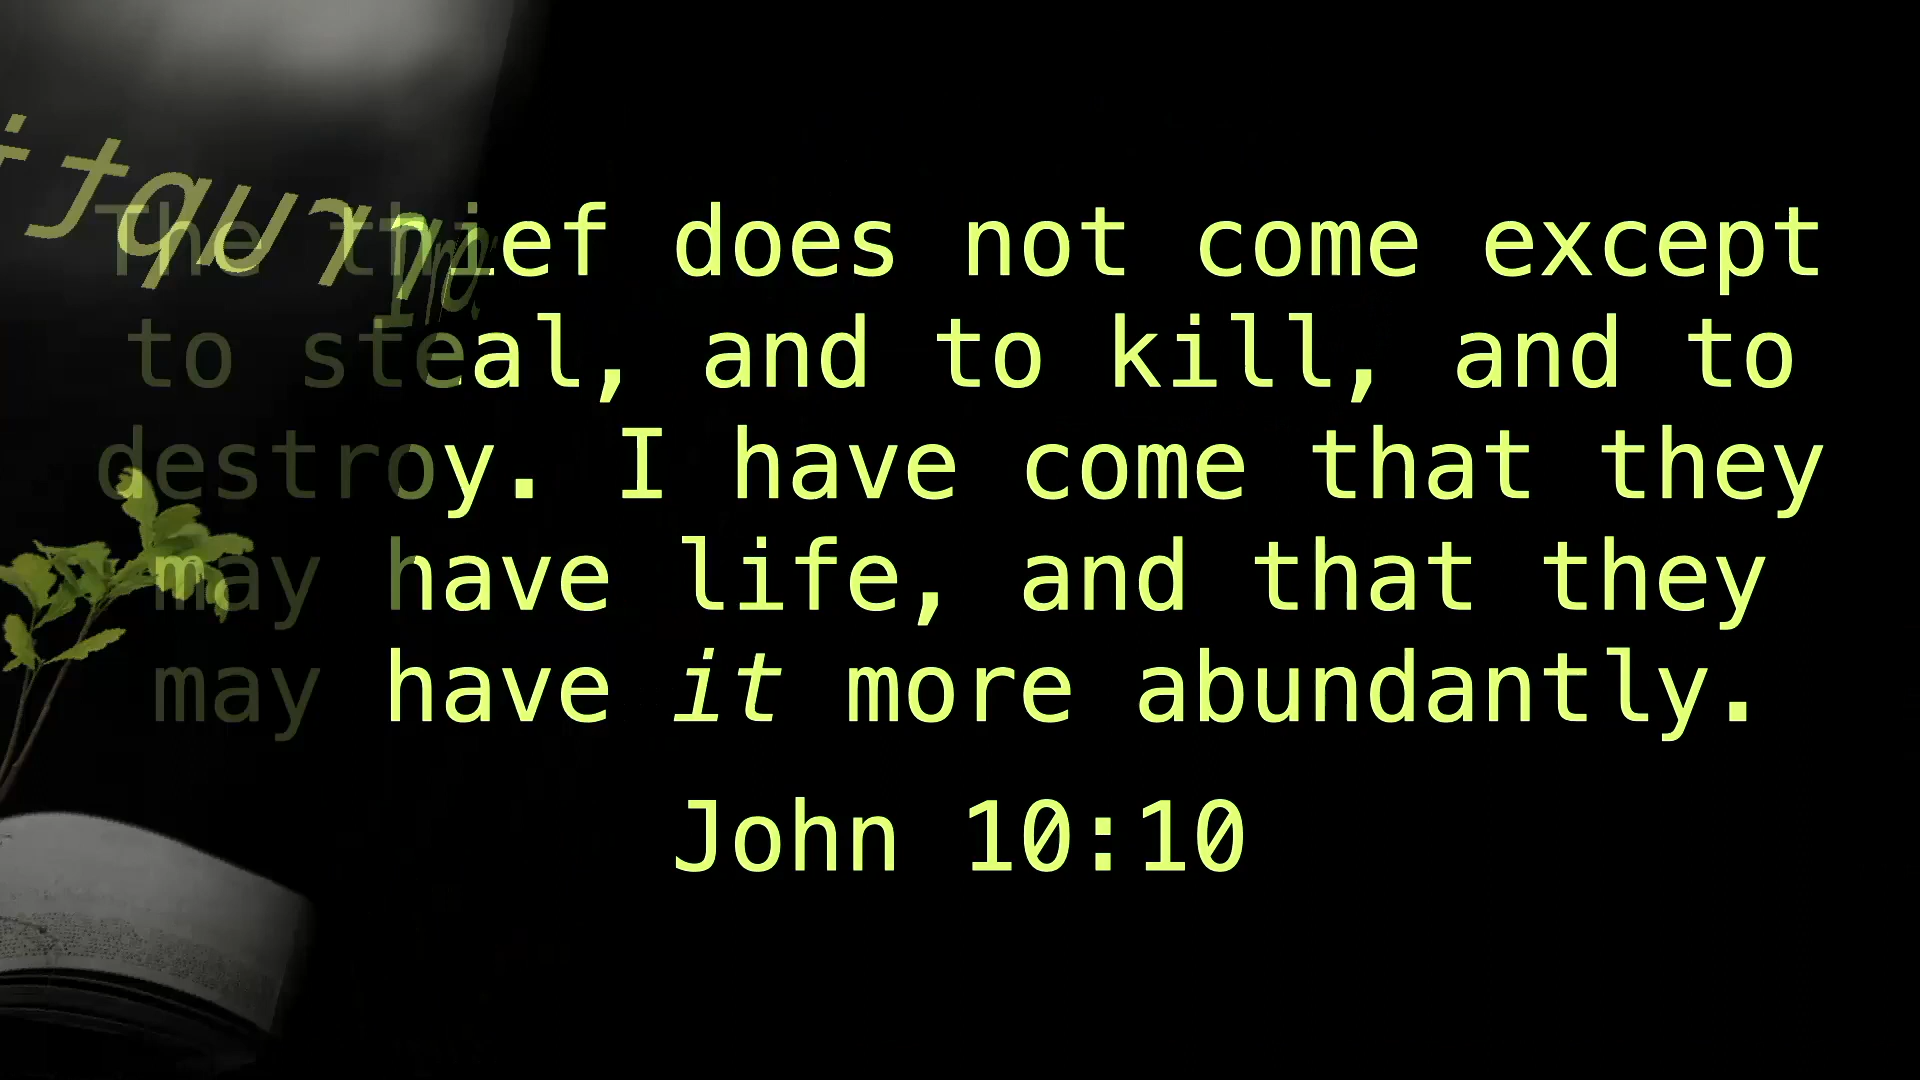 The thief does not come except
to steal, and to kill, and to
destroy. I have come that they
may have life, and that they
may have it more abundantly.
John 10:10